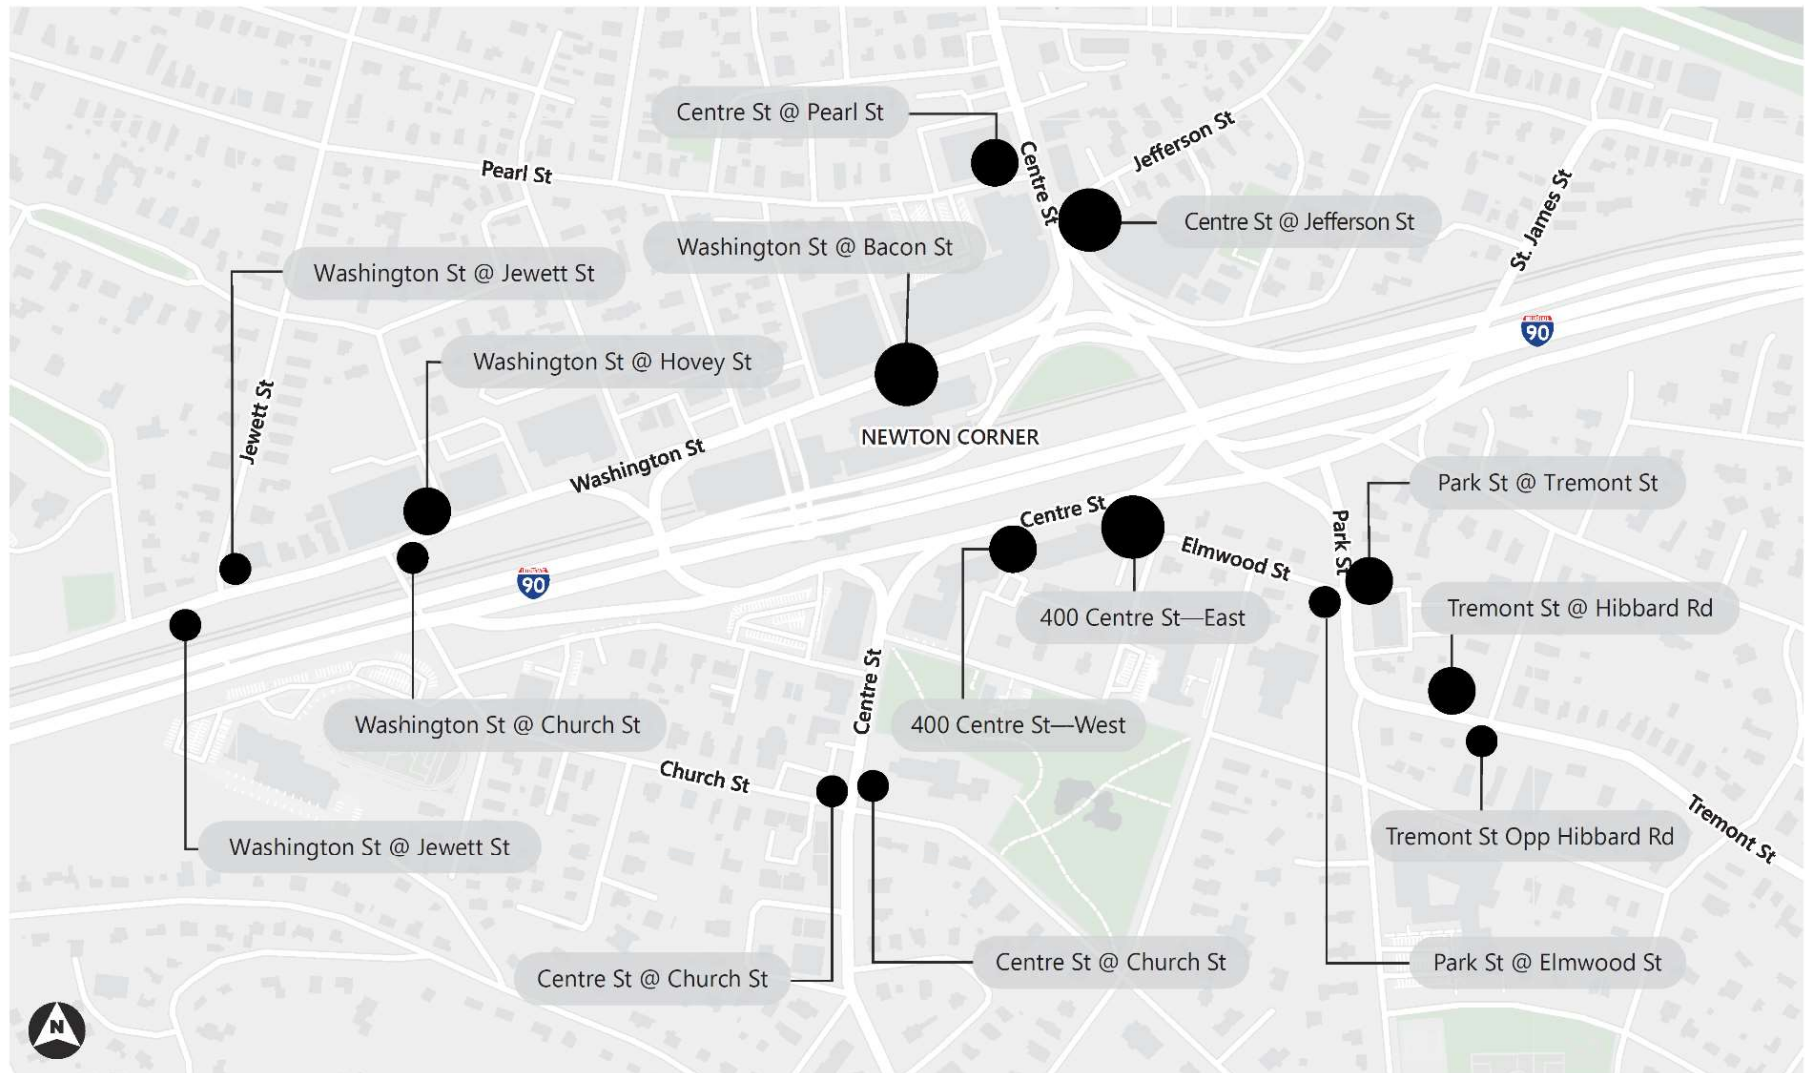 Centre St @ Pearl St
Jefferson St
Centre St
Pearl St
St. James St
Centre St @ Jefferson St
Washington St @ Bacon St
Washington St @ Jewett St
90
Washington St @ Hovey St
Jewett St
NEWTON CORNER
Washington St
Park St @ Tremont St
Centre St
Park St
Elmwood St
90
Tremont St @ Hibbard Rd
400 Centre St—East
Centre St
Washington St @ Church St
400 Centre St—West
Church St
Tremont St
Washington St @ Jewett St
Tremont St Opp Hibbard Rd
Centre St @ Church St
Centre St @ Church St
Park St @ Elmwood St
N